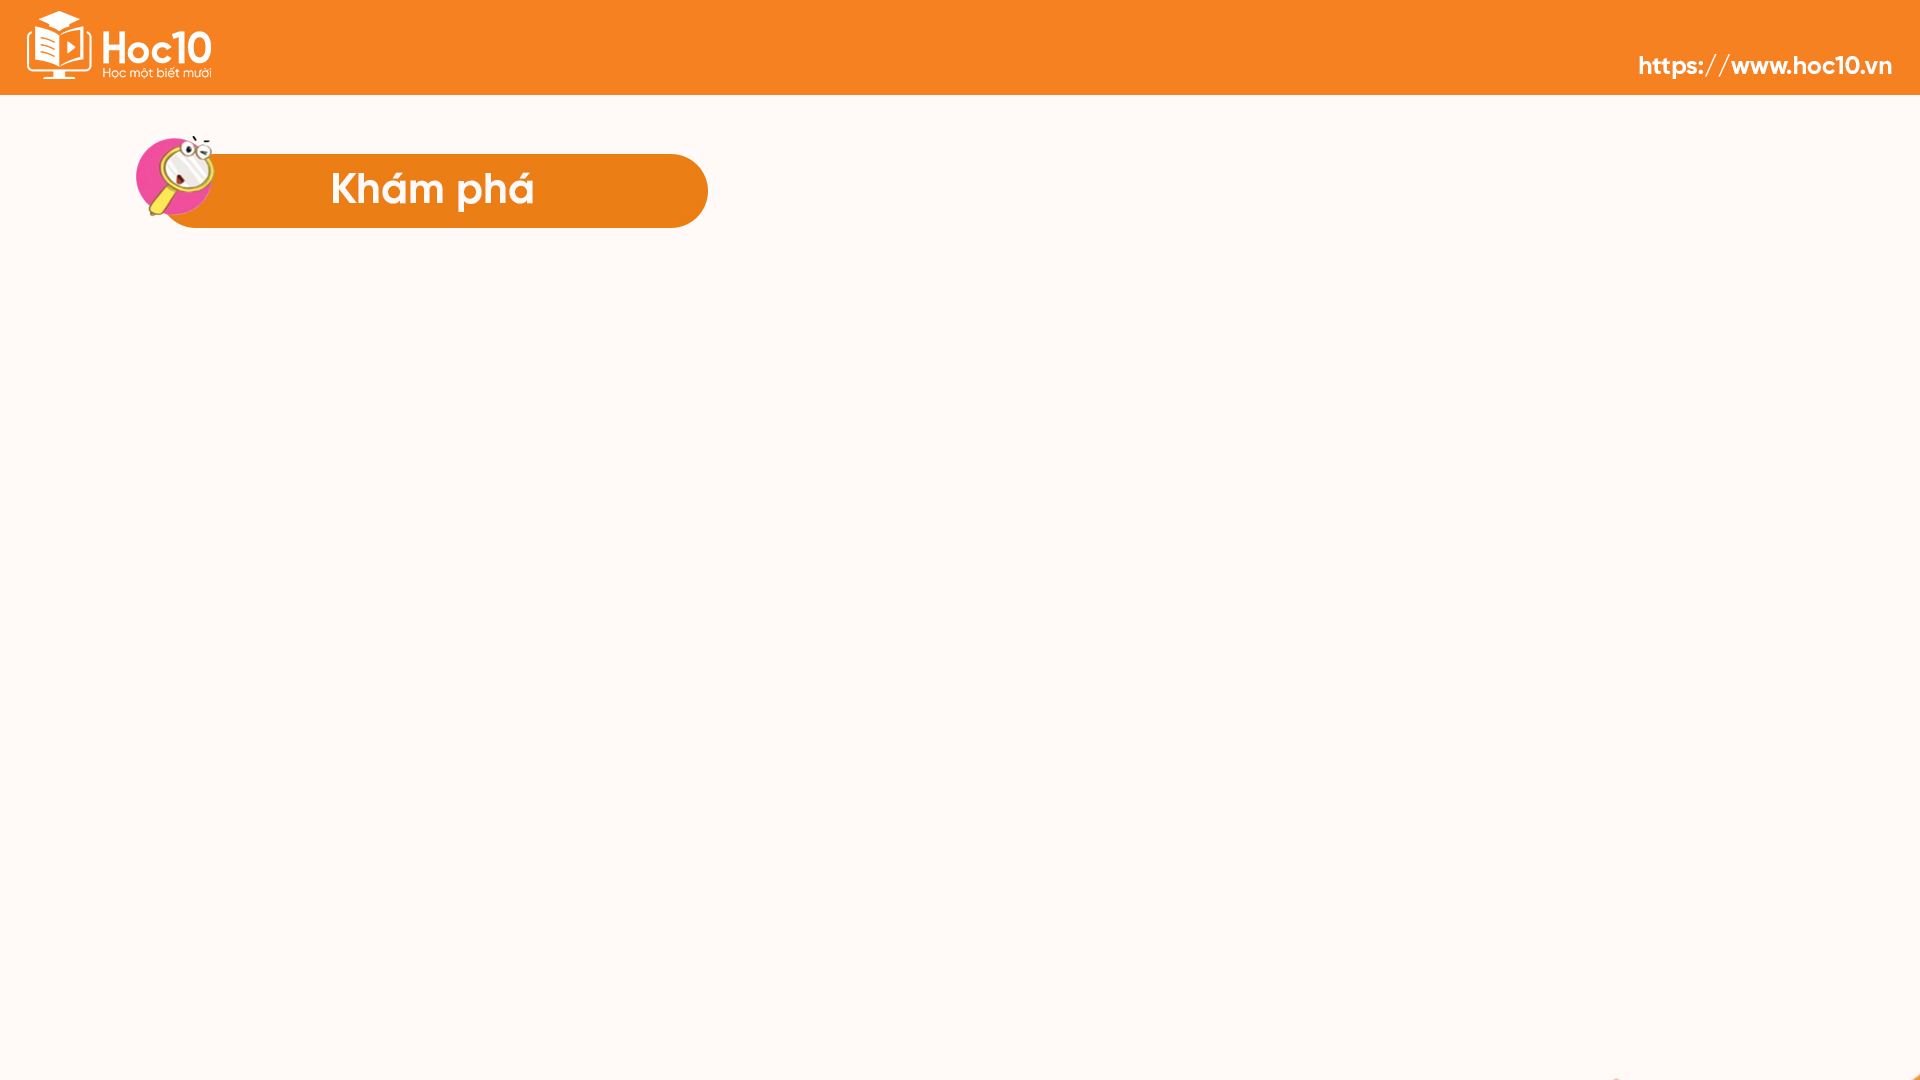 Hoc10
Học một biết mười
https://www.hoc10.vn
Khám phá